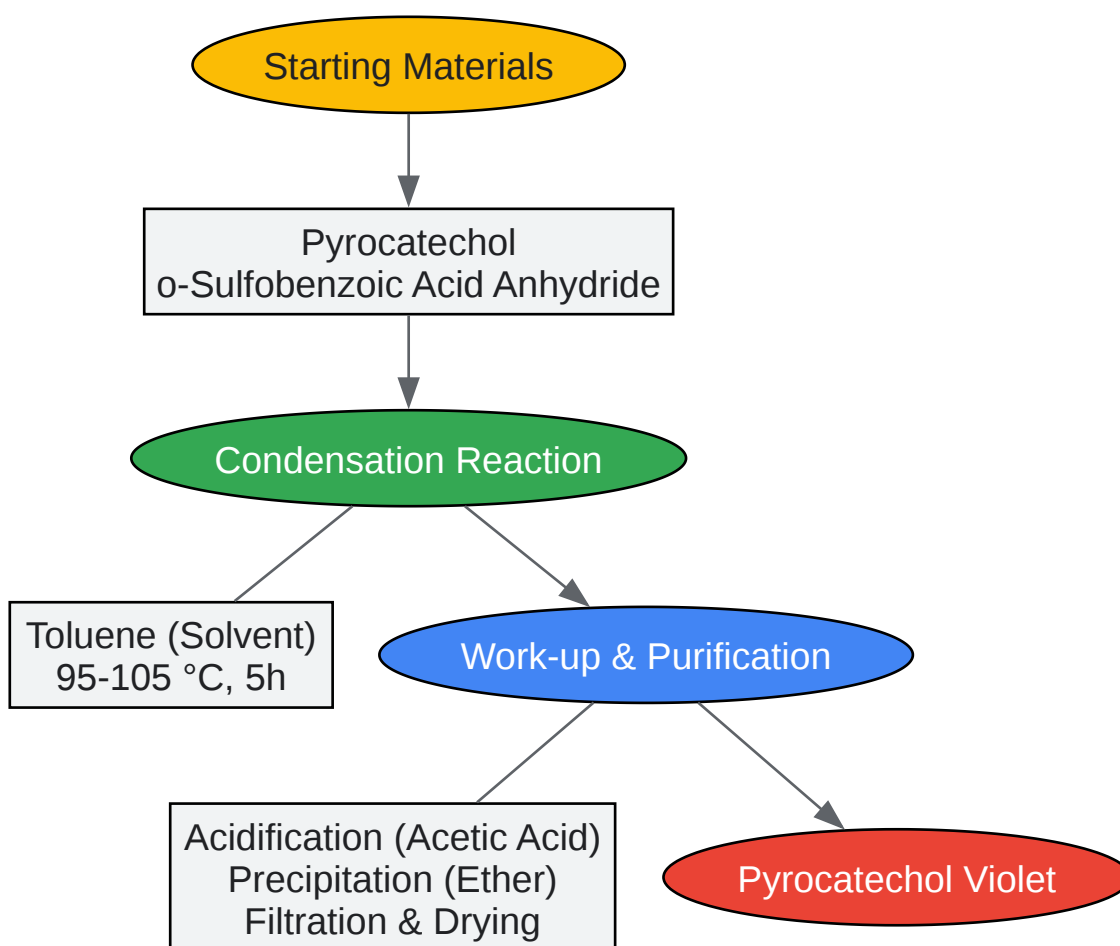 Starting Materials
Pyrocatechol
o-Sulfobenzoic Acid Anhydride
Condensation Reaction
Toluene (Solvent)
95-105 °C, 5h
Work-up & Purification
Acidification (Acetic Acid)
Precipitation (Ether)
Filtration & Drying
Pyrocatechol Violet